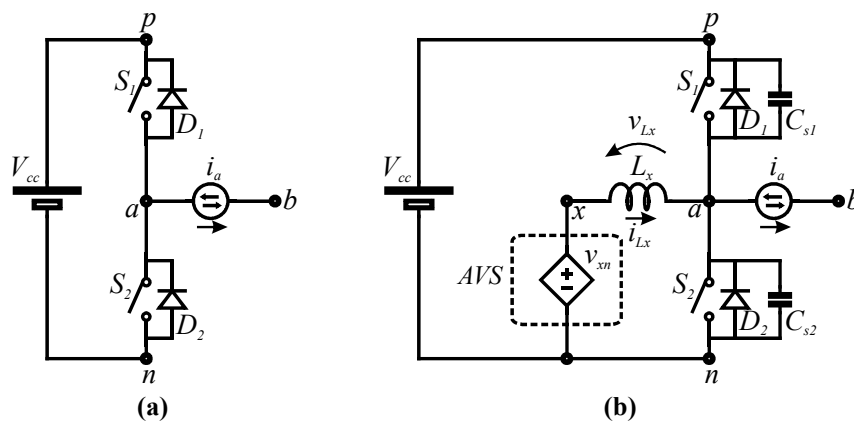 p
S1
D1
Vcc
ia
a
b
S2
D2
n
(a)
p
S1
D1
Cs1
vLx
Vcc
Lx
ia
x
a
b
iLx
AVS
vxn
+
−
S2
D2
Cs2
n
(b)